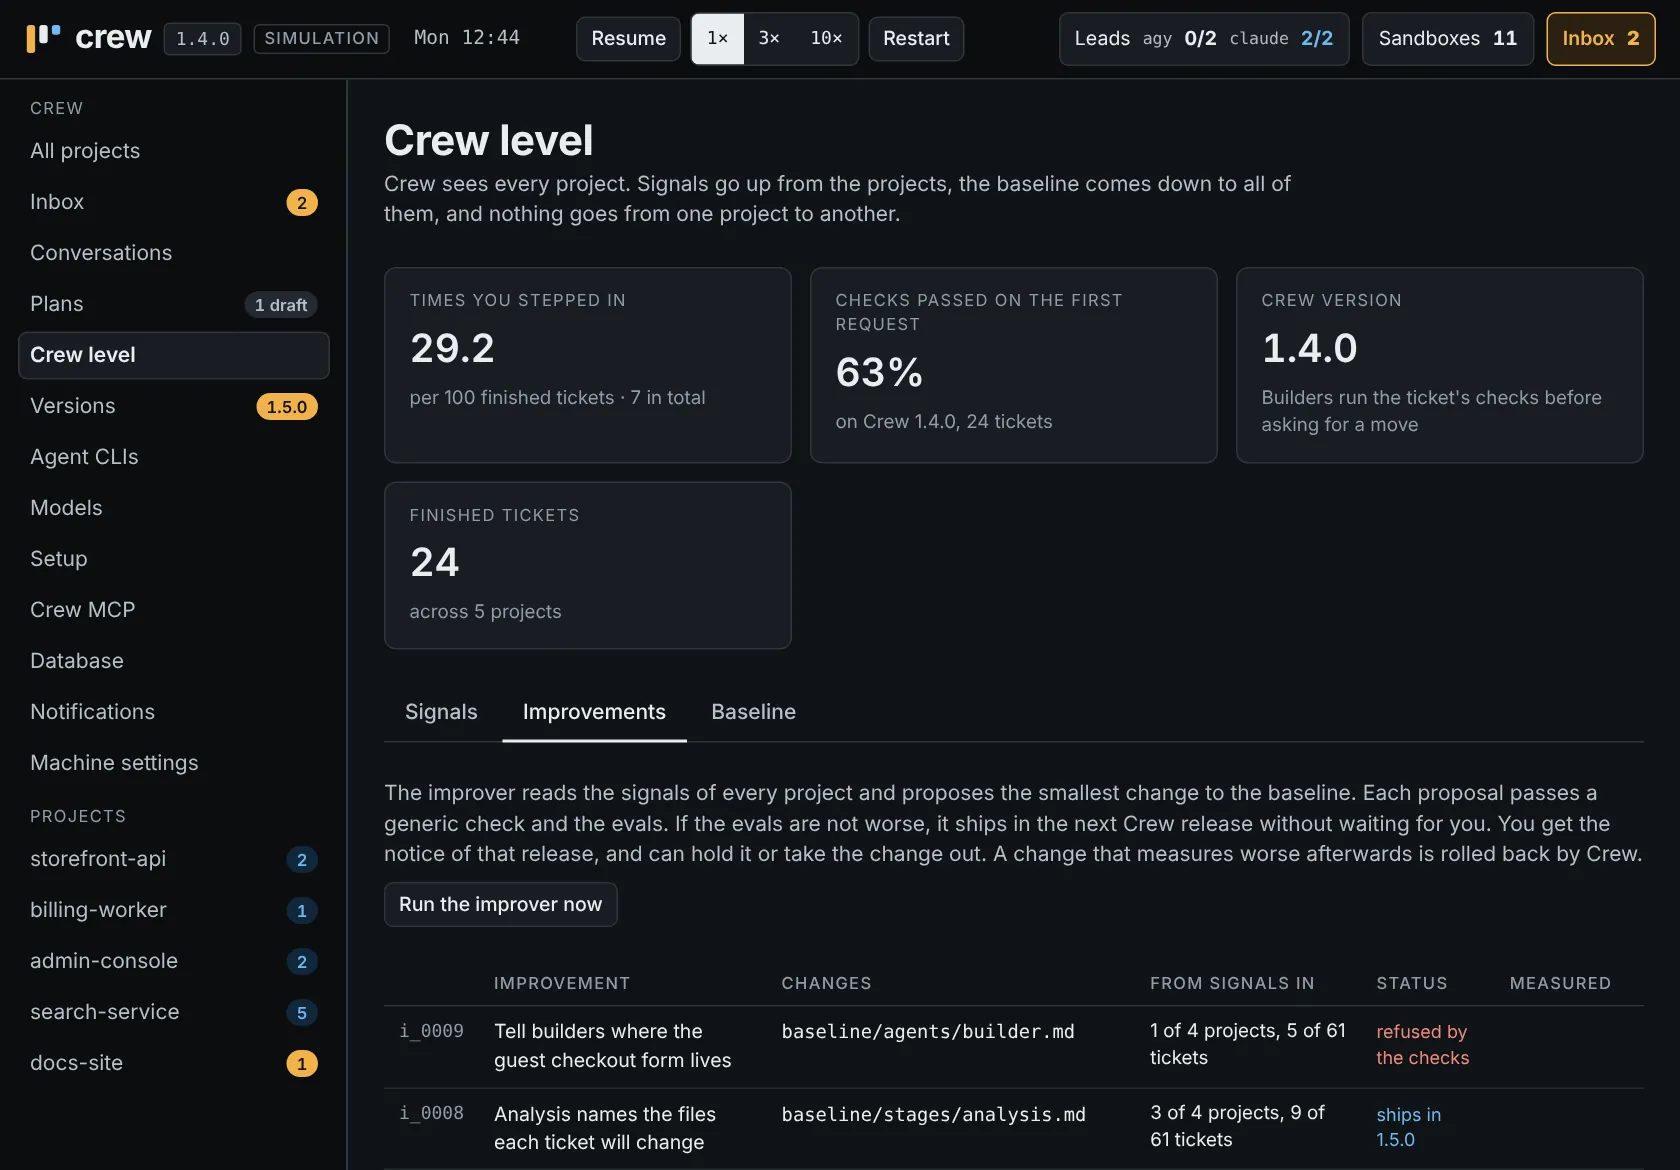 crew 1.4.0 SIMULATION Mon 12:44 Resume 1× 3× 10× Restart Leads agy 0/2 claude 2/2 Sandboxes 11 Inbox 2
CREW
All projects
Inbox 2
Conversations
Plans 1 draft
Crew level
Versions 1.5.0
Agent CLIs
Models
Setup
Crew MCP
Database
Notifications
Machine settings
PROJECTS
storefront-api 2
billing-worker 1
admin-console 2
search-service 5
docs-site 1
Crew level
Crew sees every project. Signals go up from the projects, the baseline comes down to all of
them, and nothing goes from one project to another.
TIMES YOU STEPPED IN
29.2
per 100 finished tickets · 7 in total
CHECKS PASSED ON THE FIRST
REQUEST
63%
on Crew 1.4.0, 24 tickets
CREW VERSION
1.4.0
Builders run the ticket's checks before
asking for a move
FINISHED TICKETS
24
across 5 projects
Signals Improvements Baseline
The improver reads the signals of every project and proposes the smallest change to the baseline. Each proposal passes a
generic check and the evals. If the evals are not worse, it ships in the next Crew release without waiting for you. You get the
notice of that release, and can hold it or take the change out. A change that measures worse afterwards is rolled back by Crew.
Run the improver now
IMPROVEMENT CHANGES FROM SIGNALS IN STATUS MEASURED
i_0009 Tell builders where the baseline/agents/builder.md 1 of 4 projects, 5 of 61 refused by
guest checkout form lives tickets the checks
i_0008 Analysis names the files baseline/stages/analysis.md 3 of 4 projects, 9 of ships in
each ticket will change 61 tickets 1.5.0